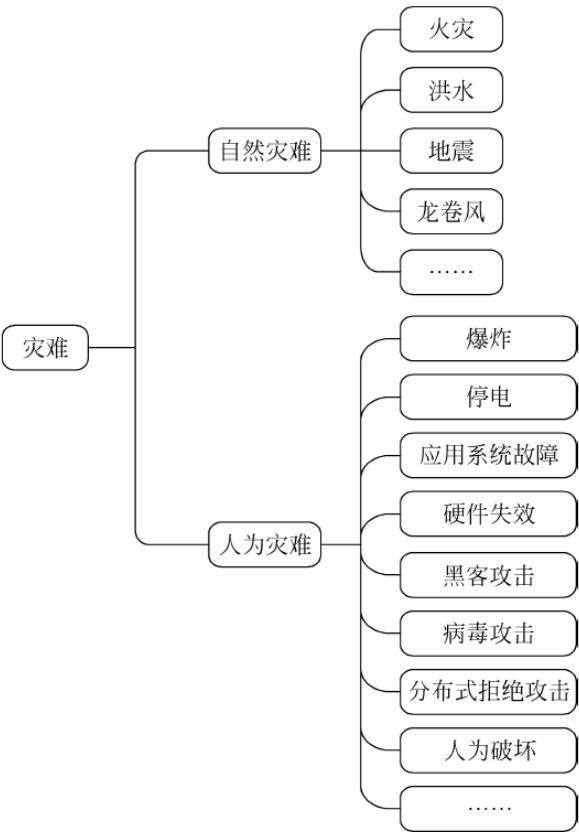 灾难
自然灾难
火灾
洪水
地震
龙卷风
……
人为灾难
爆炸
停电
应用系统故障
硬件失效
黑客攻击
病毒攻击
分布式拒绝攻击
人为破坏
……